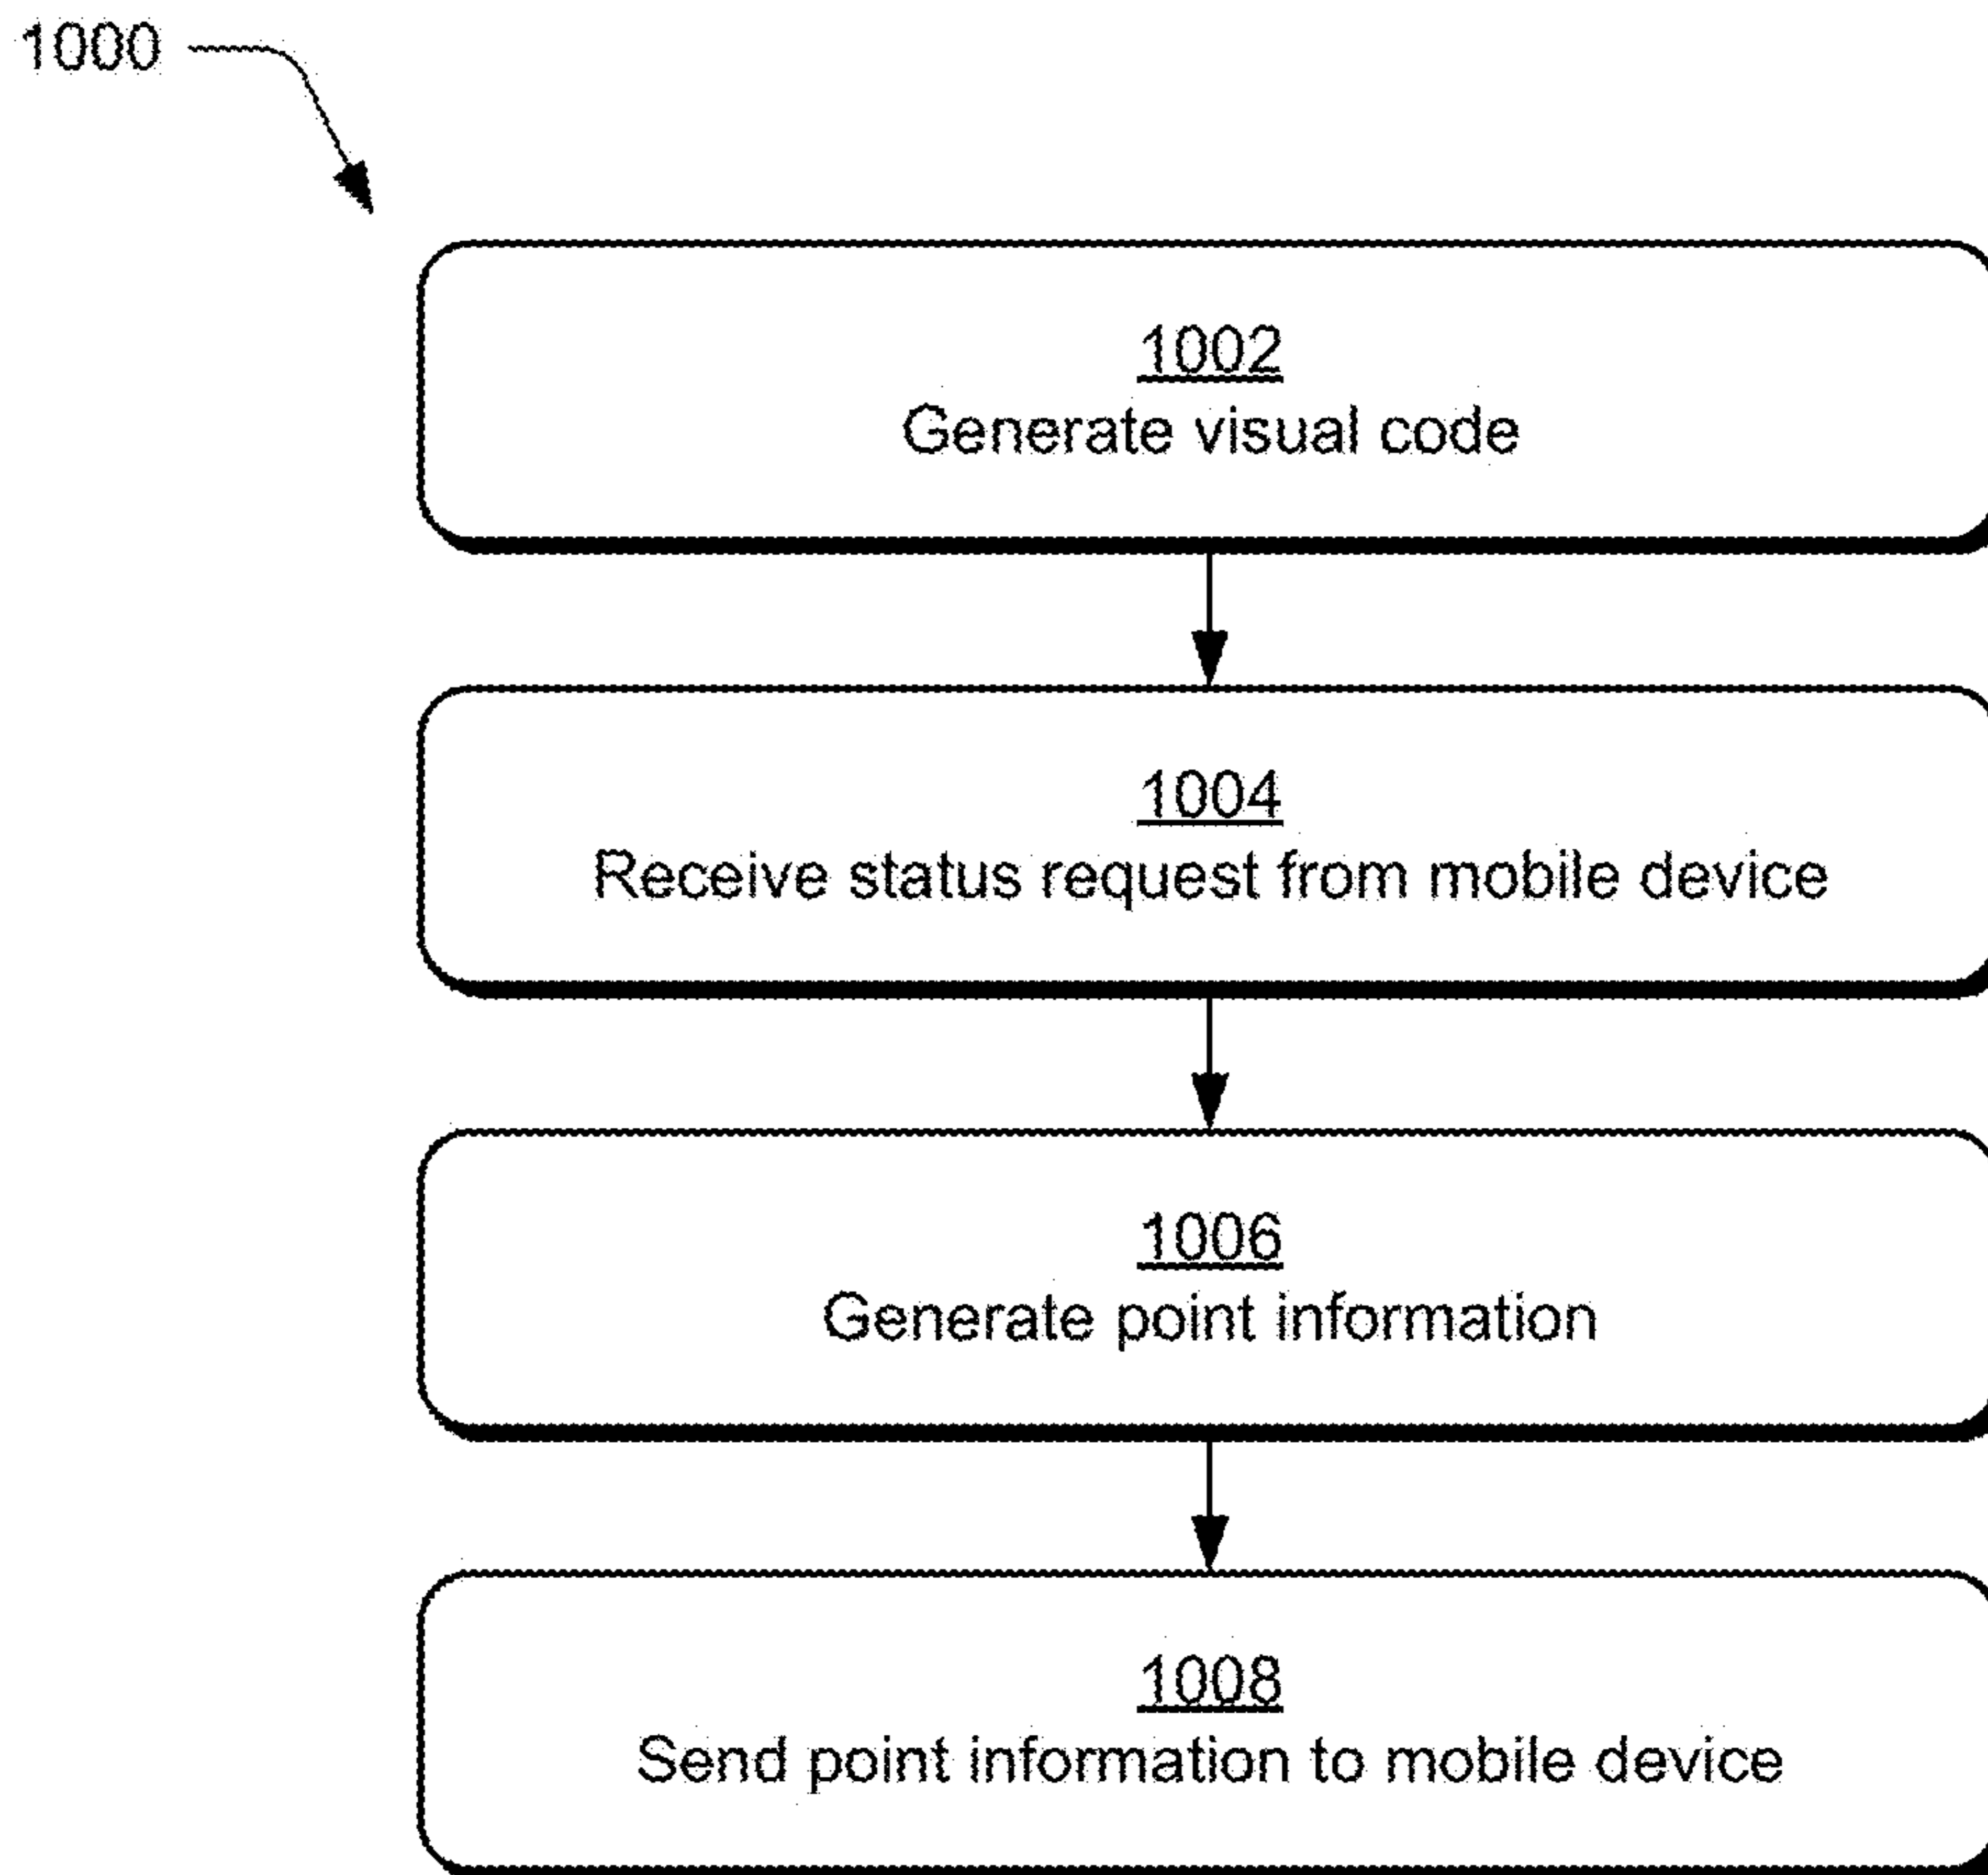 1000
1002
Generate visual code
1004
Receive status request from mobile device
1006
Generate point information
1008
Send point information to mobile device